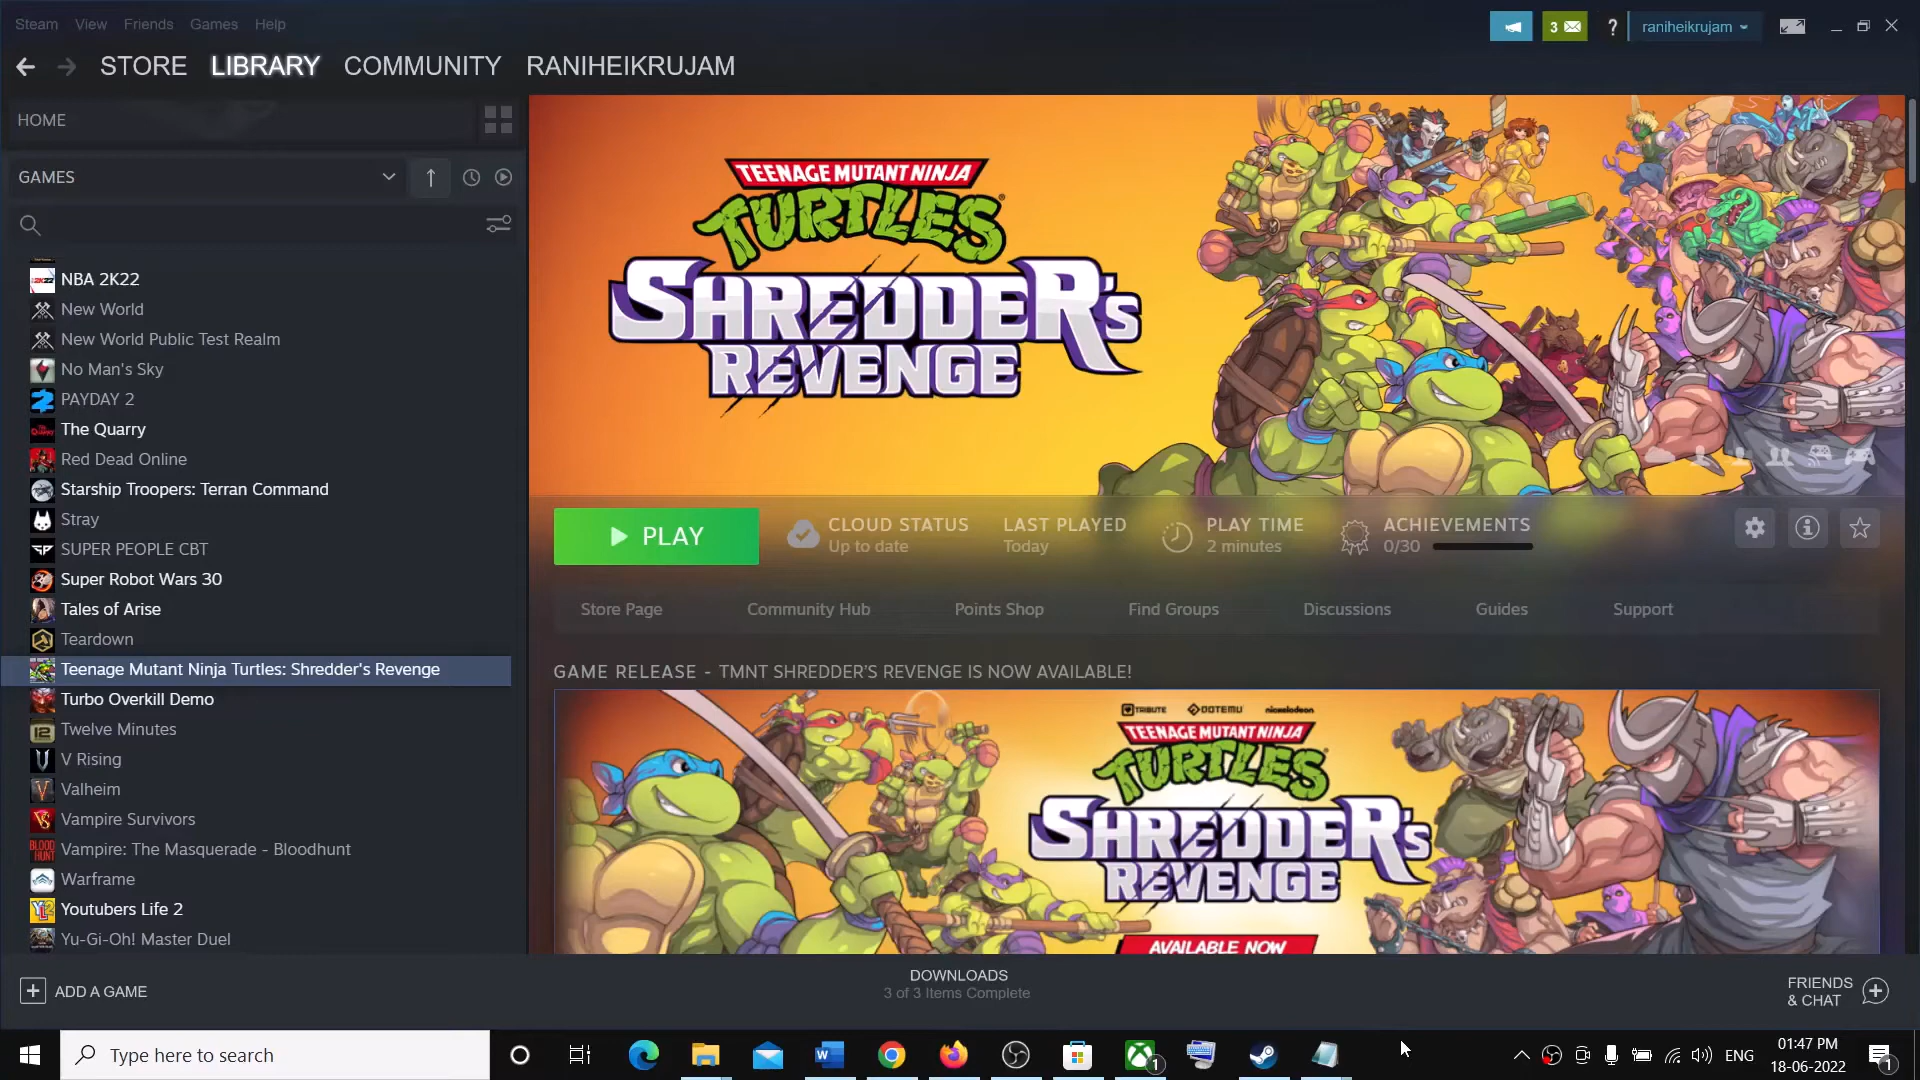 Steam View Friends Games Help
3
?
raniheikrujam
STORE LIBRARY COMMUNITY RANIHEIKRUJAM
HOME
GAMES
NBA 2K22
New World
New World Public Test Realm
No Man's Sky
PAYDAY 2
The Quarry
Red Dead Online
Starship Troopers: Terran Command
Stray
SUPER PEOPLE CBT
Super Robot Wars 30
Tales of Arise
Teardown
Teenage Mutant Ninja Turtles: Shredder's Revenge
Turbo Overkill Demo
Twelve Minutes
V Rising
Valheim
Vampire Survivors
Vampire: The Masquerade - Bloodhunt
Warframe
Youtubers Life 2
Yu-Gi-Oh! Master Duel
ADD A GAME
TEENAGE MUTANT NINJA
TURTLES
SHREDDER'S
REVENGE
PLAY
CLOUD STATUS
Up to date
LAST PLAYED
Today
PLAY TIME
2 minutes
ACHIEVEMENTS
0/30
Store Page Community Hub Points Shop Find Groups Discussions Guides Support
GAME RELEASE - TMNT SHREDDER’S REVENGE IS NOW AVAILABLE!
TRIBUTE DOTEMU nickelodeon
TEENAGE MUTANT NINJA
TURTLES
SHREDDER'S
REVENGE
AVAILABLE NOW
DOWNLOADS
3 of 3 Items Complete
FRIENDS
& CHAT
Type here to search
1
ENG
01:47 PM
18-06-2022
1